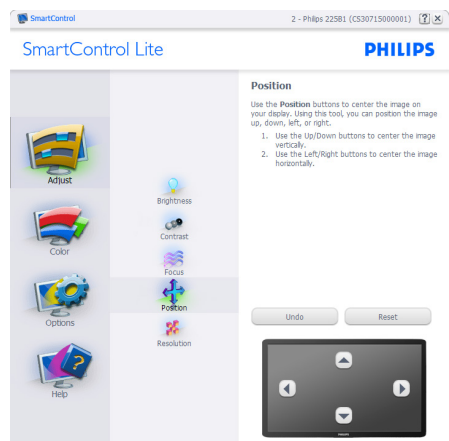 SmartControl
2 - Philips 225B1 (CS30715000001) ? X
SmartControl Lite
PHILIPS
Position
Use the Position buttons to center the image on
your display. Using this tool, you can position the image
up, down, left, or right.
1. Use the Up/Down buttons to center the image
vertically.
2. Use the Left/Right buttons to center the image
horizontally.
Adjust
Color
Options
Help
Brightness
Contrast
Focus
Position
Resolution
Undo
Reset